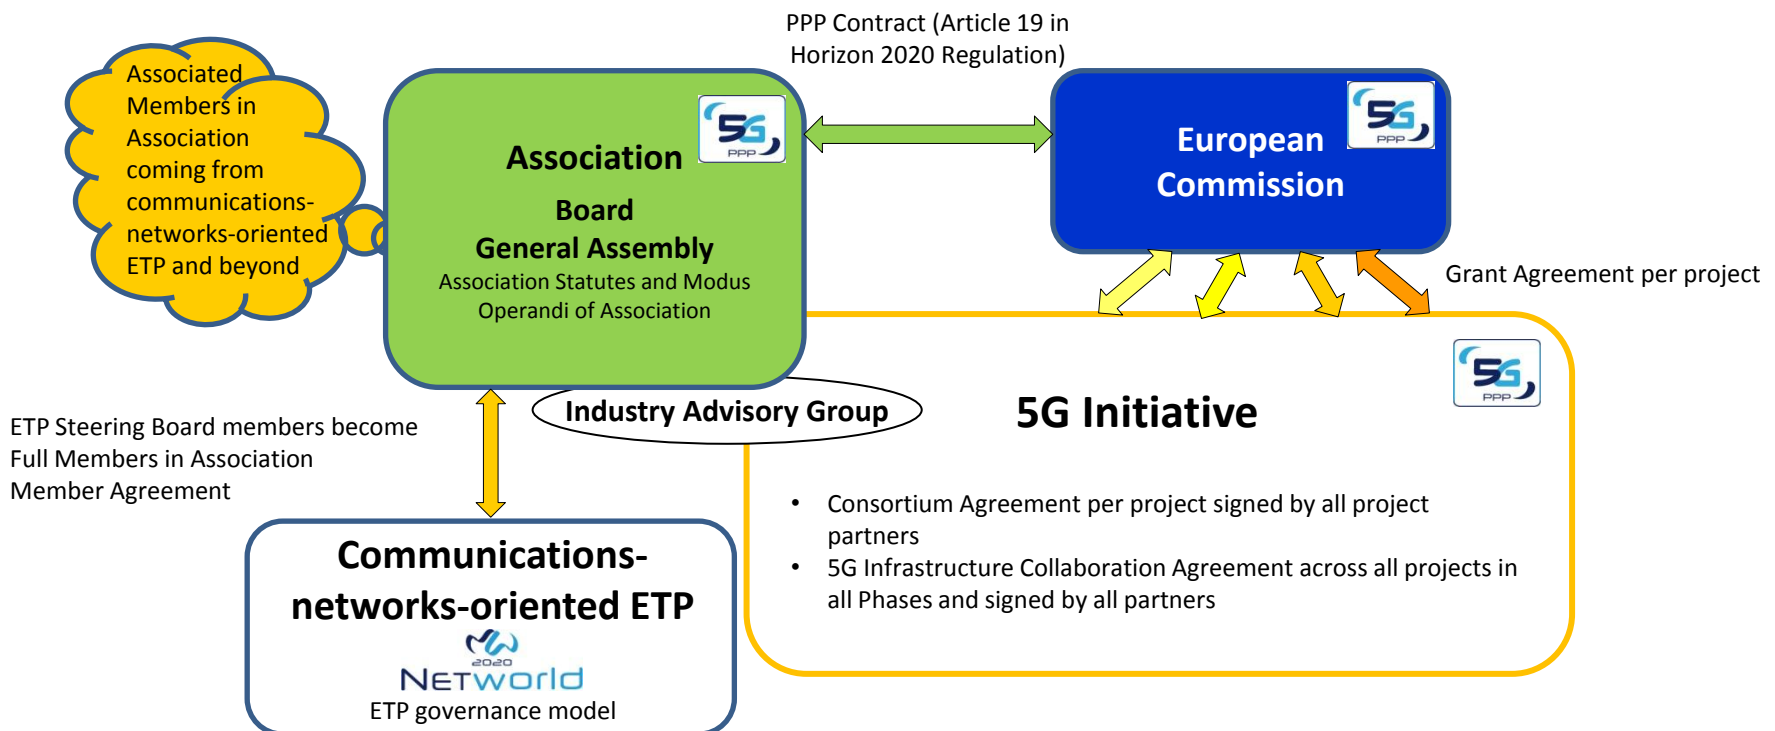 PPP Contract (Article 19 in
Horizon 2020 Regulation)
Associated
Members in
Association
coming from
communications-
networks-oriented
ETP and beyond
5G
PPP
Association
Board
General Assembly
Association Statutes and Modus
Operandi of Association
5G
PPP
European
Commission
Grant Agreement per project
Industry Advisory Group
5G
PPP
5G Initiative
• Consortium Agreement per project signed by all project
partners
• 5G Infrastructure Collaboration Agreement across all projects in
all Phases and signed by all partners
ETP Steering Board members become
Full Members in Association
Member Agreement
Communications-
networks-oriented ETP
2020
NETWorld
ETP governance model